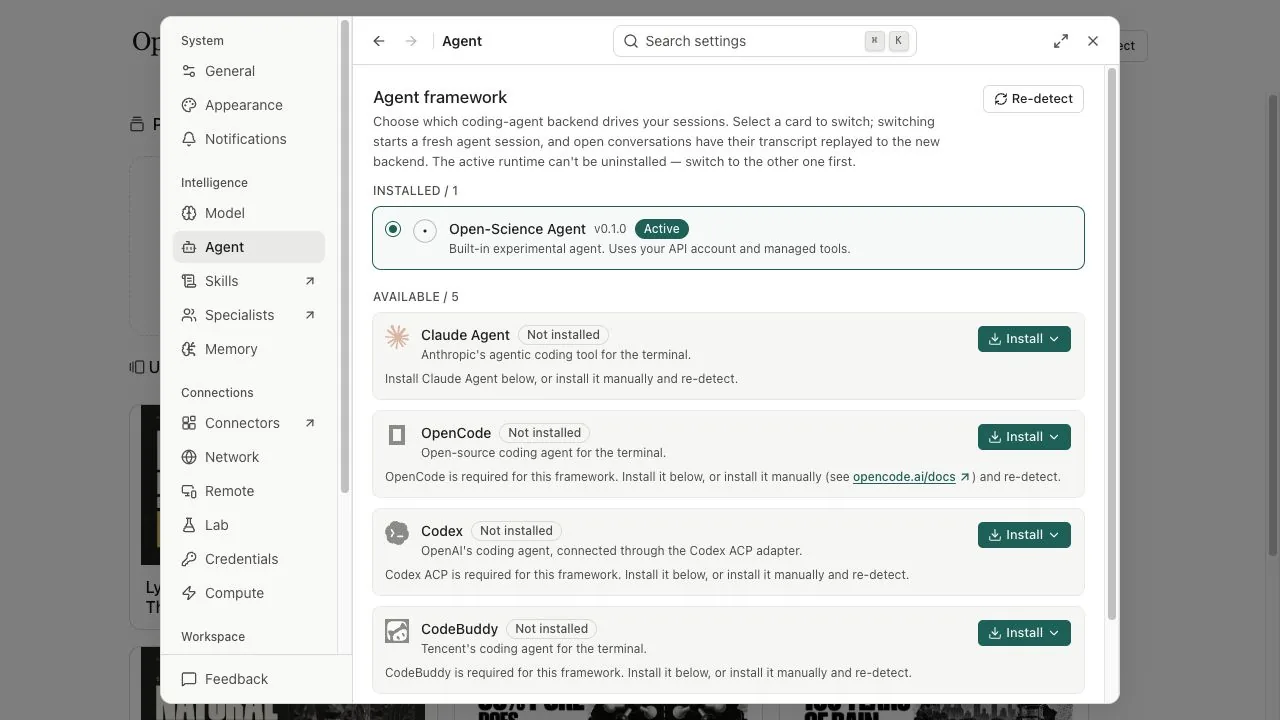 System
General
Appearance
Notifications
Intelligence
Model
Agent
Skills
Specialists
Memory
Connections
Connectors
Network
Remote
Lab
Credentials
Compute
Workspace
Feedback
Agent
Search settings
⌘ K
Agent framework
Re-detect
Choose which coding-agent backend drives your sessions. Select a card to switch; switching
starts a fresh agent session, and open conversations have their transcript replayed to the new
backend. The active runtime can't be uninstalled — switch to the other one first.
INSTALLED / 1
Open-Science Agent v0.1.0 Active
Built-in experimental agent. Uses your API account and managed tools.
AVAILABLE / 5
Claude Agent Not installed
Install
Anthropic's agentic coding tool for the terminal.
Install Claude Agent below, or install it manually and re-detect.
OpenCode Not installed
Install
Open-source coding agent for the terminal.
OpenCode is required for this framework. Install it below, or install it manually (see opencode.ai/docs ) and re-detect.
Codex Not installed
Install
OpenAI's coding agent, connected through the Codex ACP adapter.
Codex ACP is required for this framework. Install it below, or install it manually and re-detect.
CodeBuddy Not installed
Install
Tencent's coding agent for the terminal.
CodeBuddy is required for this framework. Install it below, or install it manually and re-detect.